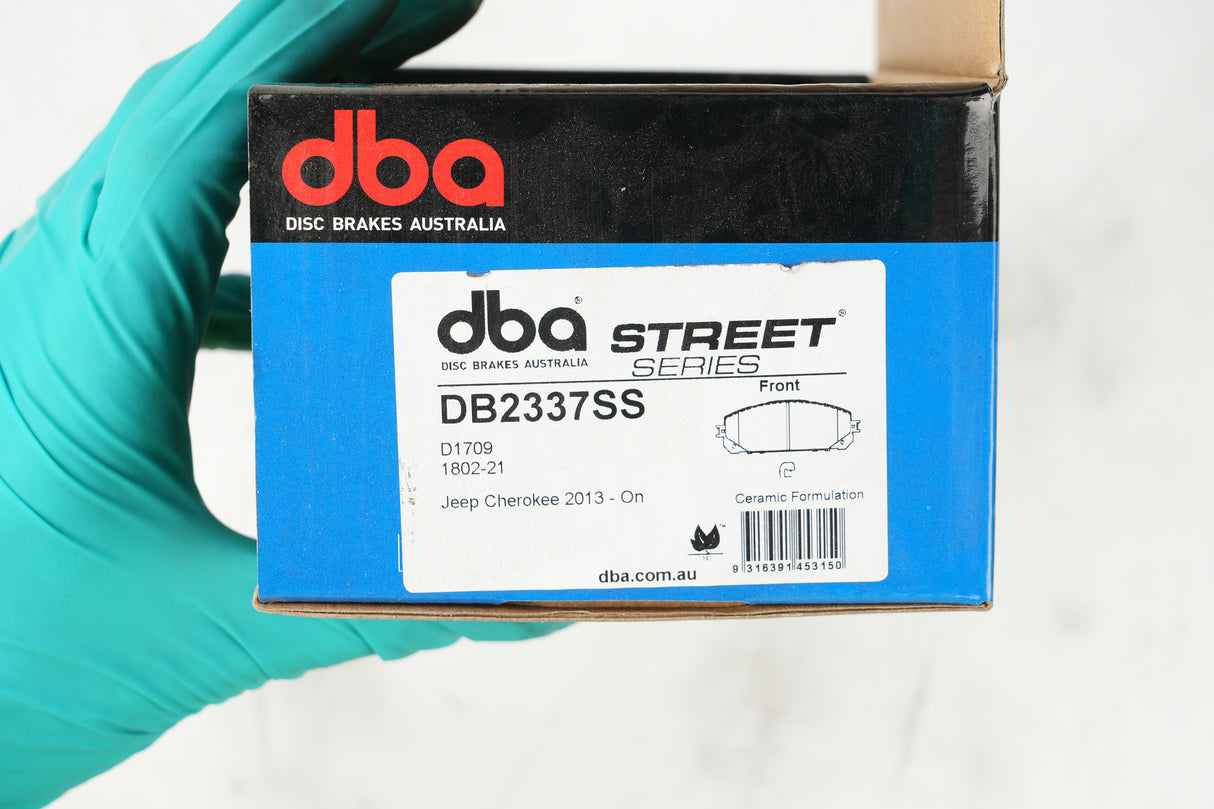 dba
DISC BRAKES AUSTRALIA
dba®
DISC BRAKES AUSTRALIA
STREET®
SERIES
DB2337SS
Front
D1709
1802-21
Jeep Cherokee 2013 - On
Ceramic Formulation
™
N
9 316391 453150
dba.com.au